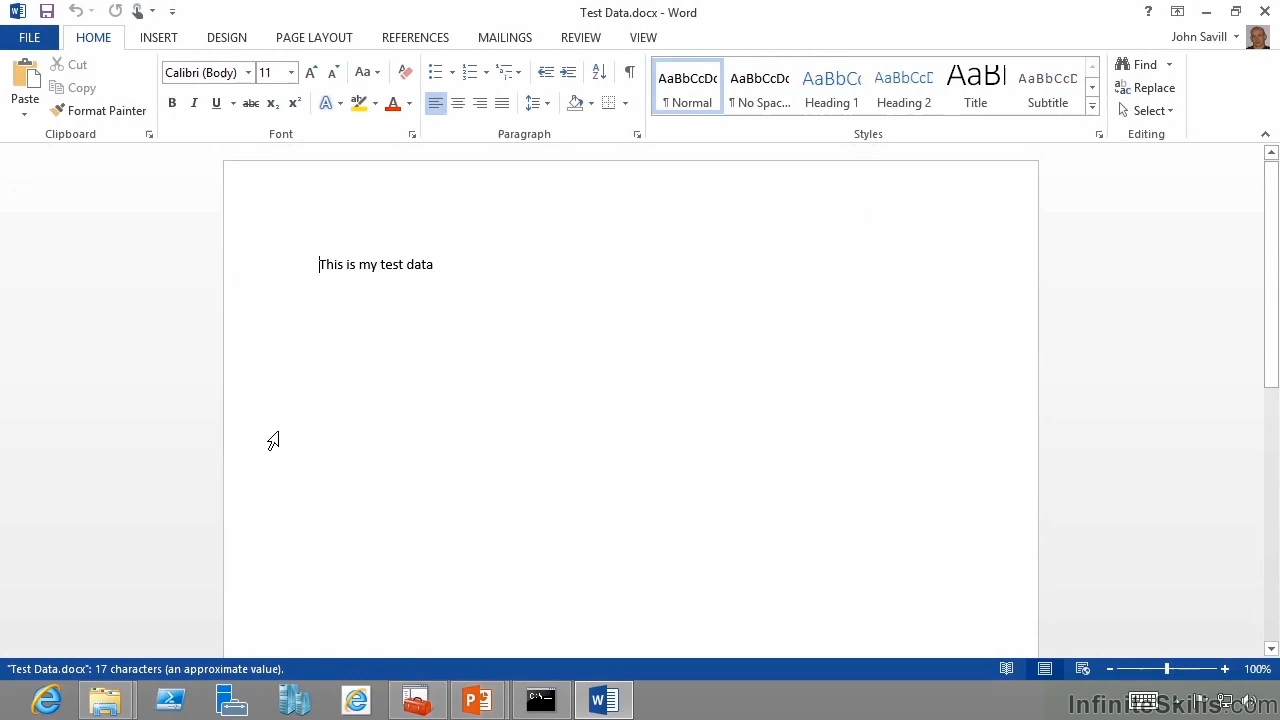 Test Data.docx - Word
FILE HOME INSERT DESIGN PAGE LAYOUT REFERENCES MAILINGS REVIEW VIEW John Savill
Paste
Cut
Copy
Format Painter
Clipboard
Calibri (Body) 11
Font
Paragraph
AaBbCcDc AaBbCcDc AaBbCc AaBbCcD AaB AaBbCcD
¶ Normal ¶ No Spac... Heading 1 Heading 2 Title Subtitle
Styles
Find
Replace
Select
Editing
This is my test data
"Test Data.docx": 17 characters (an approximate value). 100%
InfiniteSkills.com